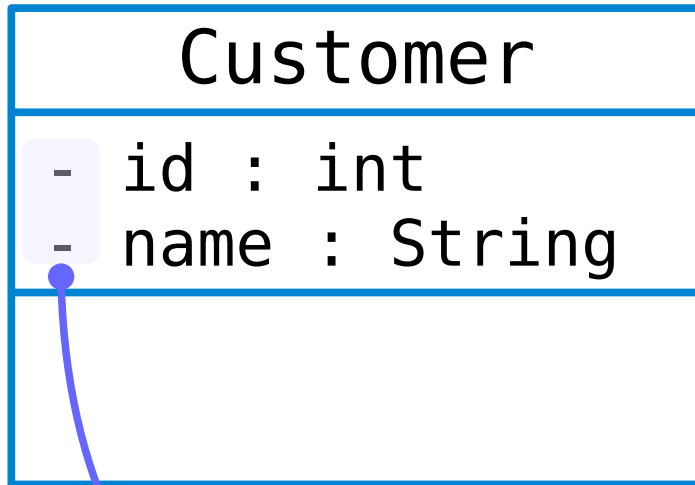 Customer
- id : int
- name : String